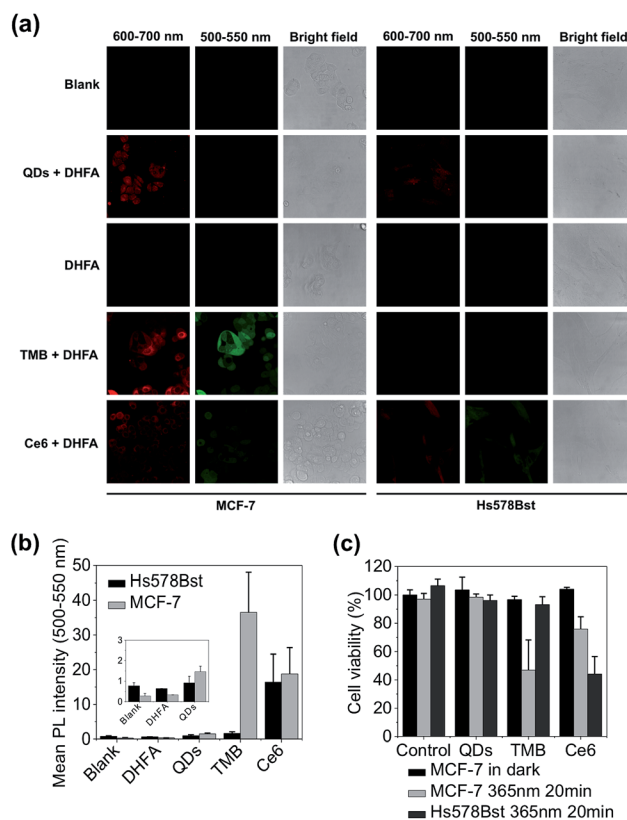 (a)
600-700 nm 500-550 nm Bright field 600-700 nm 500-550 nm Bright field
Blank
QDs + DHFA
DHFA
TMB + DHFA
Ce6 + DHFA
MCF-7 Hs578Bst
(b)
Mean PL intensity (500-550 nm)
50
40
30
20
10
0
Hs578Bst
MCF-7
3
2
1
0
Blank DHFA QDs
Blank DHFA QDs TMB Ce6
(c)
Cell viability (%)
120
100
80
60
40
20
0
Control QDs TMB Ce6
MCF-7 in dark
MCF-7 365nm 20min
Hs578Bst 365nm 20min